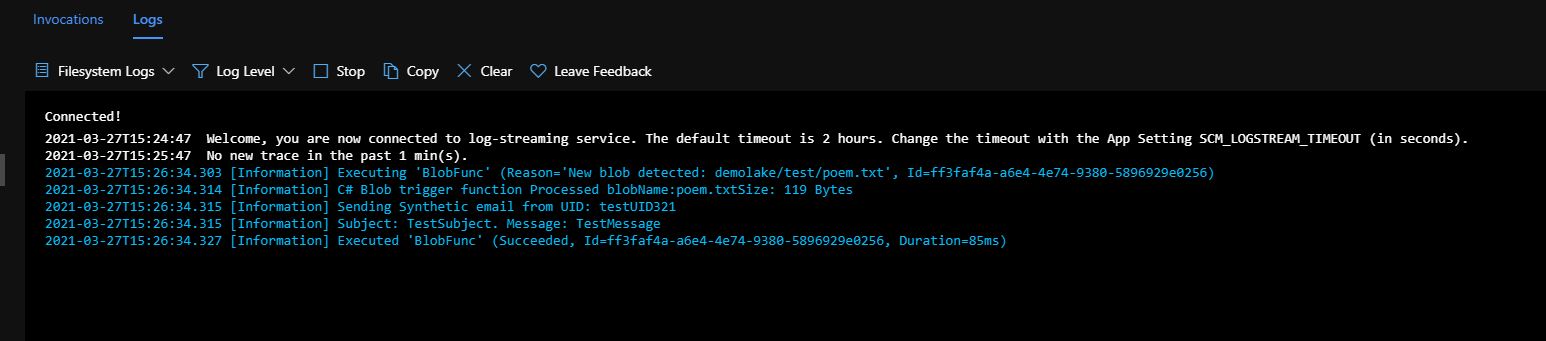 Invocations Logs
Filesystem Logs Log Level Stop Copy Clear Leave Feedback
Connected!
2021-03-27T15:24:47  Welcome, you are now connected to log-streaming service. The default timeout is 2 hours. Change the timeout with the App Setting SCM_LOGSTREAM_TIMEOUT (in seconds).
2021-03-27T15:25:47  No new trace in the past 1 min(s).
2021-03-27T15:26:34.303 [Information] Executing 'BlobFunc' (Reason='New blob detected: demolake/test/poem.txt', Id=ff3faf4a-a6e4-4e74-9380-5896929e0256)
2021-03-27T15:26:34.314 [Information] C# Blob trigger function Processed blobName:poem.txtSize: 119 Bytes
2021-03-27T15:26:34.315 [Information] Sending Synthetic email from UID: testUID321
2021-03-27T15:26:34.315 [Information] Subject: TestSubject. Message: TestMessage
2021-03-27T15:26:34.327 [Information] Executed 'BlobFunc' (Succeeded, Id=ff3faf4a-a6e4-4e74-9380-5896929e0256, Duration=85ms)